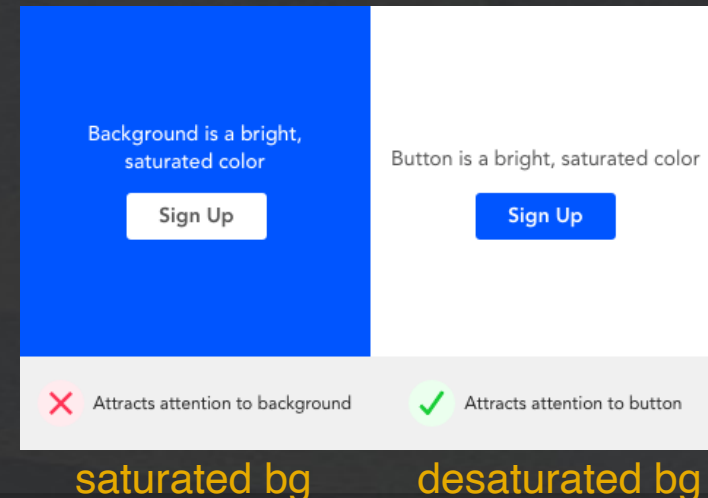 Background is a bright,
saturated color
Sign Up
Button is a bright, saturated color
Sign Up
Attracts attention to background
Attracts attention to button
saturated bg
desaturated bg